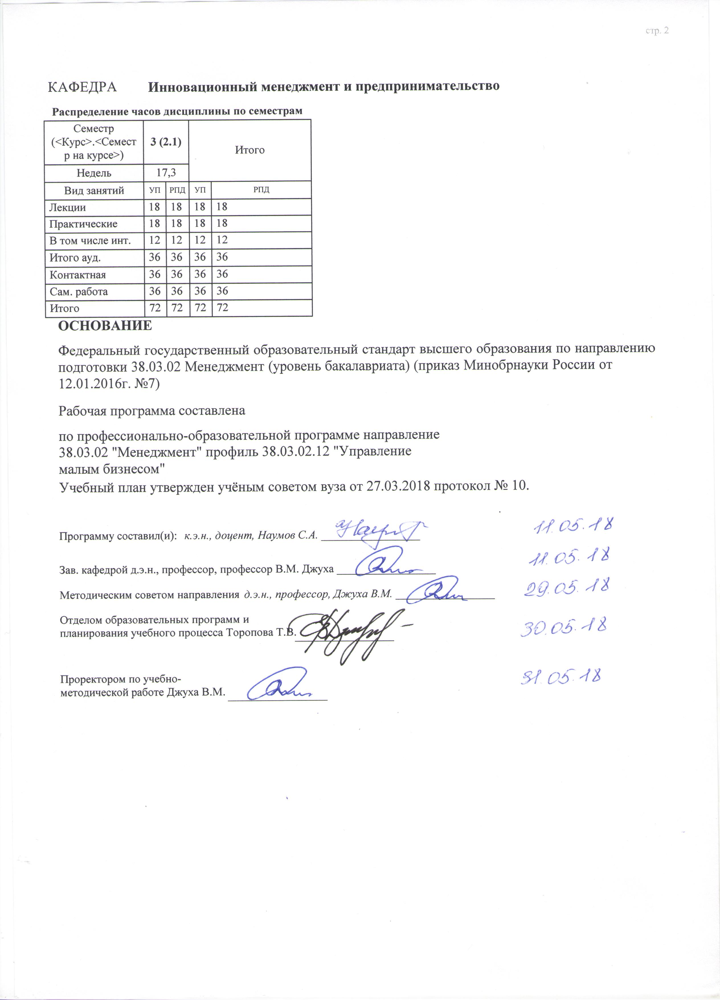 стр. 2
КАФЕДРА Инновационный менеджмент и предпринимательство
Распределение часов дисциплины по семестрам
Семестр
(<Курс>.<Семест
р на курсе>)
3 (2.1)
Итого
Недель 17,3
Вид занятий УП РПД УП РПД
Лекции 18 18 18 18
Практические 18 18 18 18
В том числе инт. 12 12 12 12
Итого ауд. 36 36 36 36
Контактная 36 36 36 36
Сам. работа 36 36 36 36
Итого 72 72 72 72
ОСНОВАНИЕ
Федеральный государственный образовательный стандарт высшего образования по направлению
подготовки 38.03.02 Менеджмент (уровень бакалавриата) (приказ Минобрнауки России от
12.01.2016г. №7)
Рабочая программа составлена
по профессионально-образовательной программе направление
38.03.02 "Менеджмент" профиль 38.03.02.12 "Управление
малым бизнесом"
Учебный план утвержден учёным советом вуза от 27.03.2018 протокол № 10.
Программу составил(и): к.э.н., доцент, Наумов С.А. 11.05.18
Зав. кафедрой д.э.н., профессор, профессор В.М. Джуха 11.05.18
Методическим советом направления д.э.н., профессор, Джуха В.М. 29.05.18
Отделом образовательных программ и
планирования учебного процесса Торопова Т.В. 30.05.18
Проректором по учебно-
методической работе Джуха В.М. 31.05.18